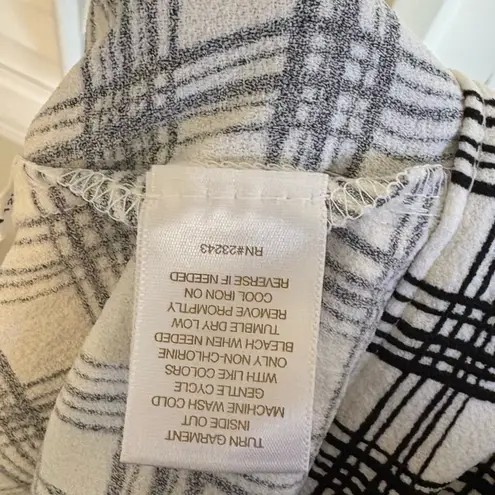 TURN GARMENT
INSIDE OUT
MACHINE WASH COLD
GENTLE CYCLE
WITH LIKE COLORS
ONLY NON-CHLORINE
BLEACH WHEN NEEDED
TUMBLE DRY LOW
REMOVE PROMPTLY
COOL IRON ON
REVERSE IF NEEDED
RN#23243